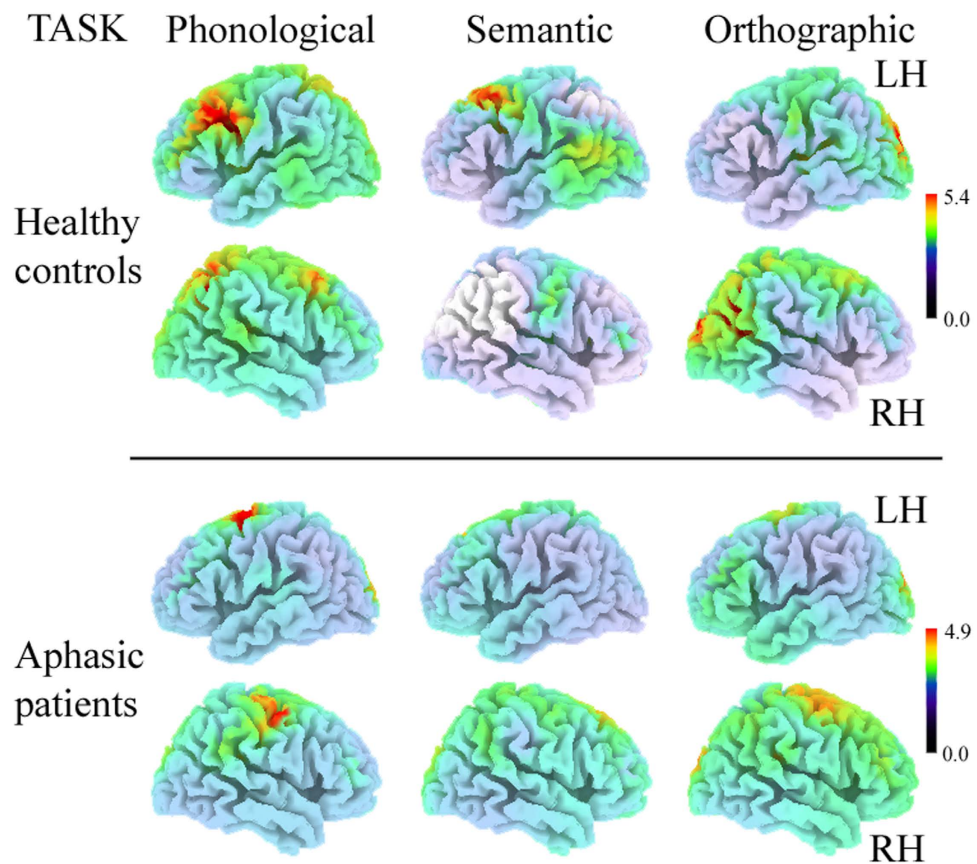 TASK Phonological Semantic Orthographic
LH
Healthy
controls
5.4
0.0
RH
LH
Aphasic
patients
4.9
0.0
RH